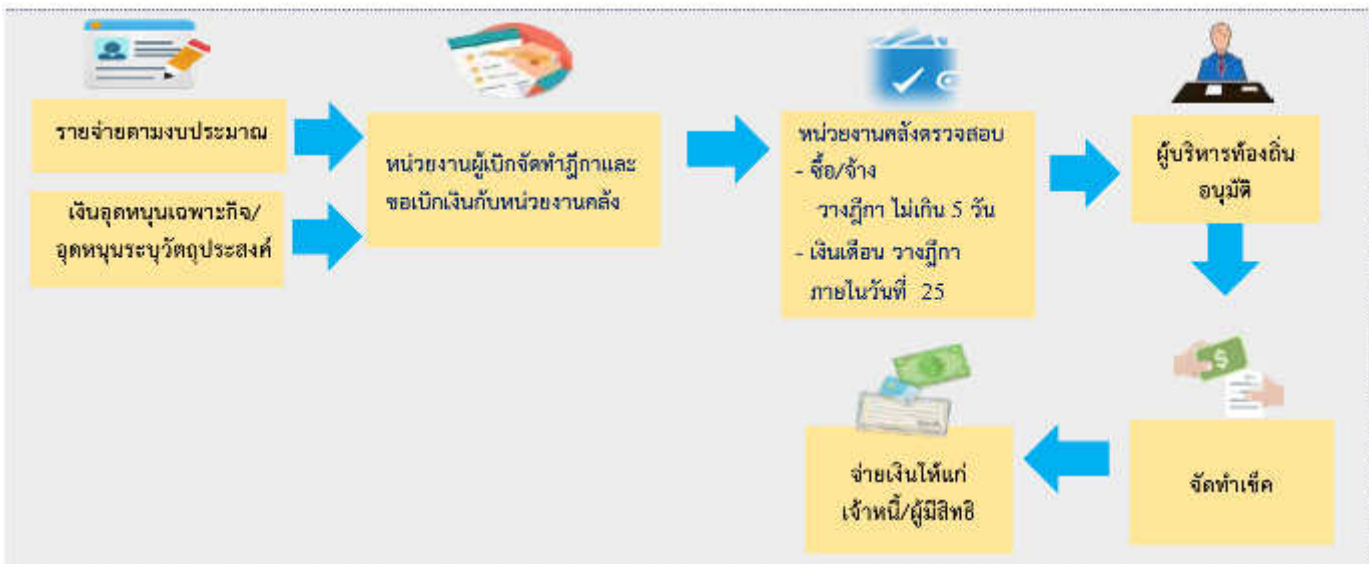 รายจ่ายตามงบประมาณ
เงินอุดหนุนเฉพาะกิจ/
อุดหนุนระบุวัตถุประสงค์
หน่วยงานผู้เบิกจัดทำฎีกาและ
ขอเบิกเงินกับหน่วยงานคลัง
หน่วยงานคลังตรวจสอบ
- ซื้อ/จ้าง
วางฎีกา ไม่เกิน 5 วัน
- เงินเดือน วางฎีกา
ภายในวันที่ 25
ผู้บริหารท้องถิ่น
อนุมัติ
จัดทำเช็ค
จ่ายเงินให้แก่
เจ้าหนี้/ผู้มีสิทธิ